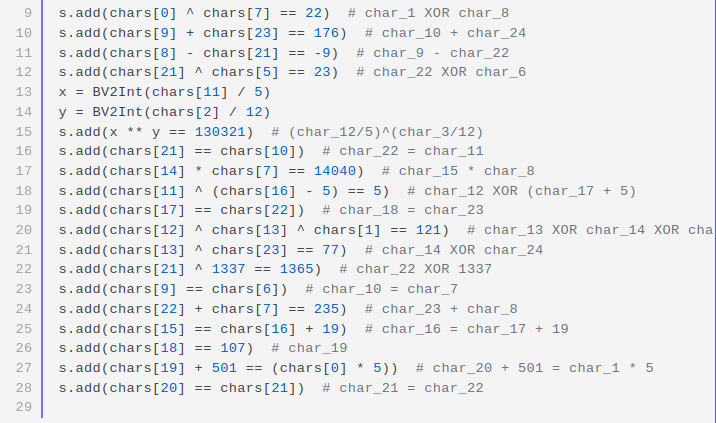 9 s.add(chars[0] ^ chars[7] == 22)  # char_1 XOR char_8
10 s.add(chars[9] + chars[23] == 176)  # char_10 + char_24
11 s.add(chars[8] - chars[21] == -9)  # char_9 - char_22
12 s.add(chars[21] ^ chars[5] == 23)  # char_22 XOR char_6
13 x = BV2Int(chars[11] / 5)
14 y = BV2Int(chars[2] / 12)
15 s.add(x ** y == 130321)  # (char_12/5)^(char_3/12)
16 s.add(chars[21] == chars[10])  # char_22 = char_11
17 s.add(chars[14] * chars[7] == 14040)  # char_15 * char_8
18 s.add(chars[11] ^ (chars[16] - 5) == 5)  # char_12 XOR (char_17 + 5)
19 s.add(chars[17] == chars[22])  # char_18 = char_23
20 s.add(chars[12] ^ chars[13] ^ chars[1] == 121)  # char_13 XOR char_14 XOR cha
21 s.add(chars[13] ^ chars[23] == 77)  # char_14 XOR char_24
22 s.add(chars[21] ^ 1337 == 1365)  # char_22 XOR 1337
23 s.add(chars[9] == chars[6])  # char_10 = char_7
24 s.add(chars[22] + chars[7] == 235)  # char_23 + char_8
25 s.add(chars[15] == chars[16] + 19)  # char_16 = char_17 + 19
26 s.add(chars[18] == 107)  # char_19
27 s.add(chars[19] + 501 == (chars[0] * 5))  # char_20 + 501 = char_1 * 5
28 s.add(chars[20] == chars[21])  # char_21 = char_22
29